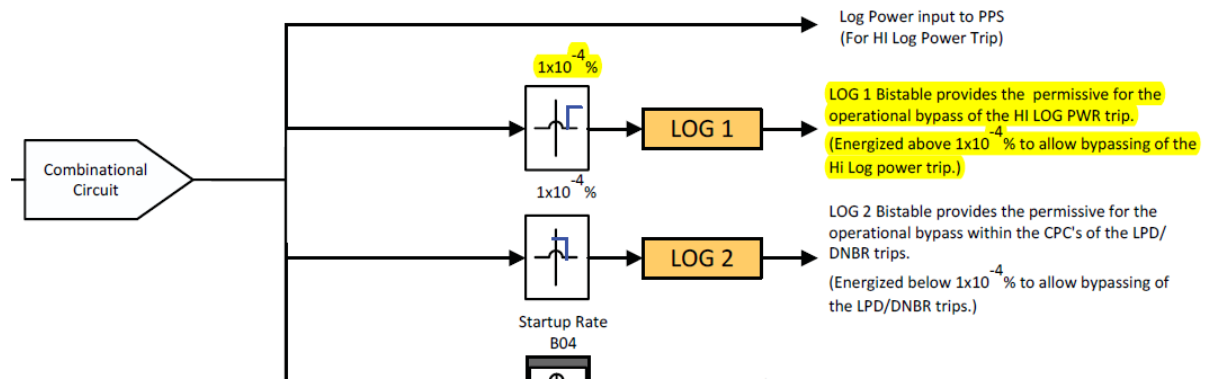 Log Power input to PPS
(For HI Log Power Trip)
1x10^-4%
LOG 1
LOG 1 Bistable provides the permissive for the
operational bypass of the HI LOG PWR trip.
(Energized above 1x10^-4% to allow bypassing of the
Hi Log power trip.)
Combinational
Circuit
1x10^-4%
LOG 2
LOG 2 Bistable provides the permissive for the
operational bypass within the CPC's of the LPD/
DNBR trips.
(Energized below 1x10^-4% to allow bypassing of
the LPD/DNBR trips.)
Startup Rate
B04